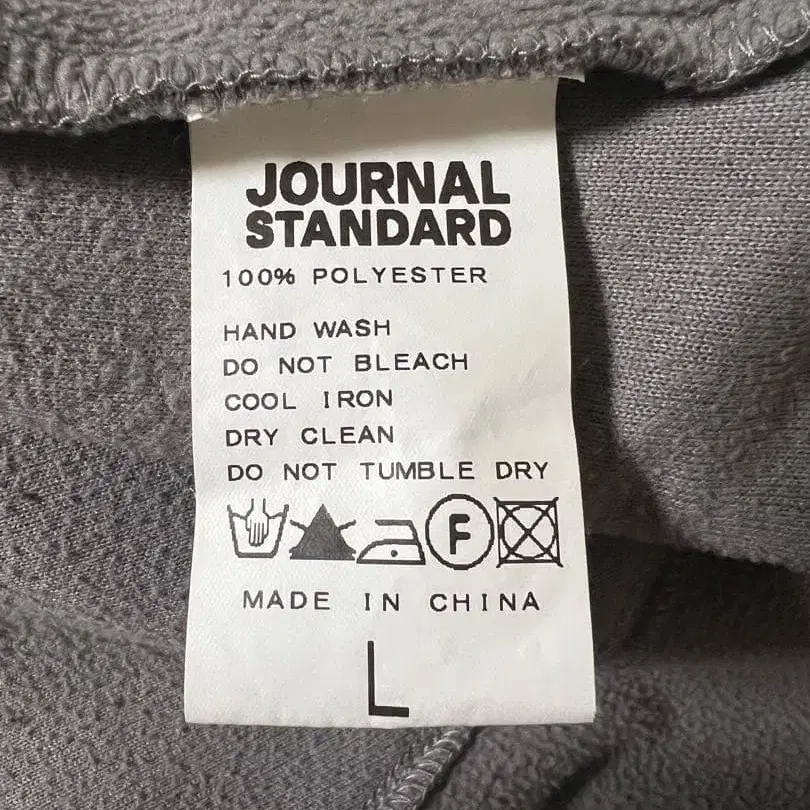 JOURNAL
STANDARD
100% POLYESTER
HAND WASH
DO NOT BLEACH
COOL IRON
DRY CLEAN
DO NOT TUMBLE DRY
F
MADE IN CHINA
L